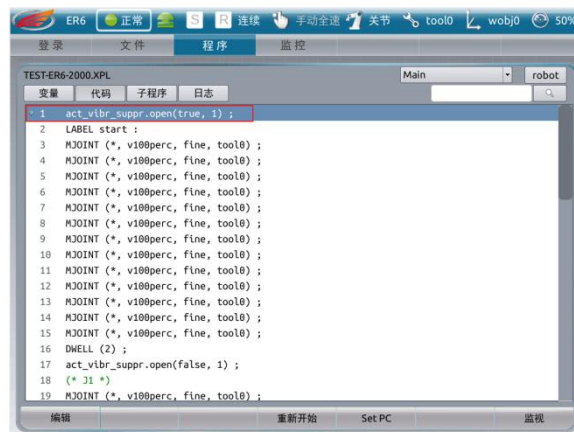 ER6 正常 S R 连续 手动全速 关节 tool0 wobj0 50%
登录 文件 程序 监控
TEST-ER6-2000.XPL Main robot
变量 代码 子程序 日志
1 act_vibr_suppr.open(true, 1) ;
2 LABEL start :
3 MJOINT (*, v100perc, fine, tool0) ;
4 MJOINT (*, v100perc, fine, tool0) ;
5 MJOINT (*, v100perc, fine, tool0) ;
6 MJOINT (*, v100perc, fine, tool0) ;
7 MJOINT (*, v100perc, fine, tool0) ;
8 MJOINT (*, v100perc, fine, tool0) ;
9 MJOINT (*, v100perc, fine, tool0) ;
10 MJOINT (*, v100perc, fine, tool0) ;
11 MJOINT (*, v100perc, fine, tool0) ;
12 MJOINT (*, v100perc, fine, tool0) ;
13 MJOINT (*, v100perc, fine, tool0) ;
14 MJOINT (*, v100perc, fine, tool0) ;
15 MJOINT (*, v100perc, fine, tool0) ;
16 DWELL (2) ;
17 act_vibr_suppr.open(false, 1) ;
18 (* J1 *)
19 MJOINT (*, v100perc, fine, tool0) ;
编辑 重新开始 Set PC 监视